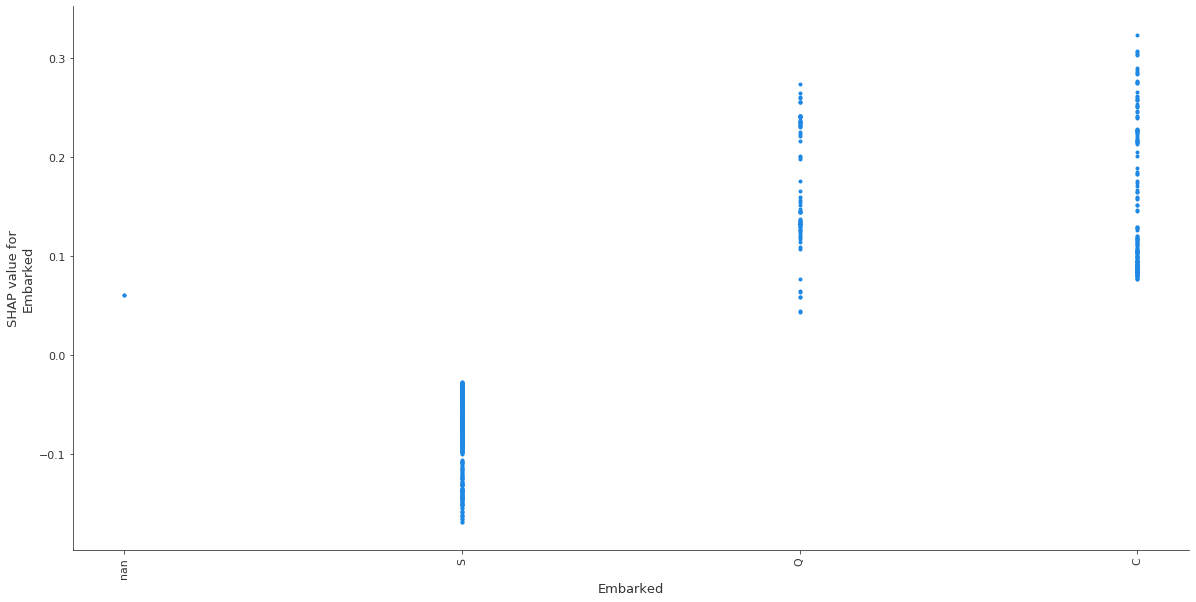 0.3
0.2
0.1
0.0
−0.1
SHAP value for
Embarked
nan
S
Q
C
Embarked